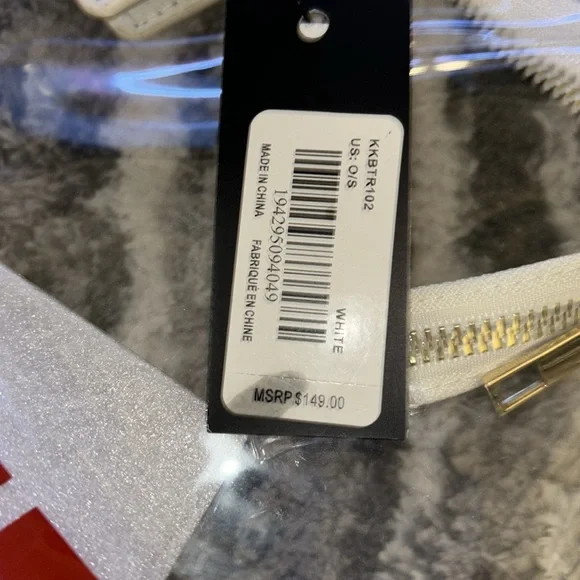 KKBTR102
US: O/S
WHITE
194295094049
MADE IN CHINA FABRIQUÉ EN CHINE
MSRP $149.00